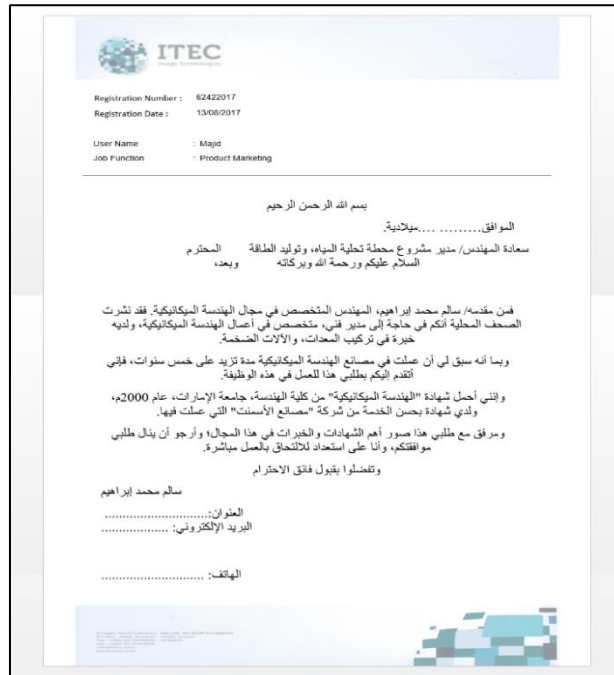 ITEC
Registration Number : 62422017
Registration Date : 13/08/2017
User Name : Majid
Job Function : Product Marketing
بسم الله الرحمن الرحيم
الموافق......... ....ميلادية.
سعادة المهندس/ مدير مشروع محطة تحلية المياه، وتوليد الطاقة المحترم
السلام عليكم ورحمة الله وبركاته وبعد،
فمن مقدمه/ سالم محمد إبراهيم، المهندس المتخصص في مجال الهندسة الميكانيكية. فقد نشرت
الصحف المحلية أنكم في حاجة إلى مدير فني، متخصص في أعمال الهندسة الميكانيكية، ولديه
خبرة في تركيب المعدات، والآلات الضخمة.
وبما أنه سبق لي أن عملت في مصانع الهندسة الميكانيكية مدة تزيد على خمس سنوات، فإني
أتقدم إليكم بطلبي هذا للعمل في هذه الوظيفة.
وإنني أحمل شهادة "الهندسة الميكانيكية" من كلية الهندسة، جامعة الإمارات، عام 2000م،
ولدي شهادة بحسن الخدمة من شركة "مصانع الأسمنت" التي عملت فيها.
ومرفق مع طلبي هذا صور أهم الشهادات والخبرات في هذا المجال؛ وأرجو أن ينال طلبي
موافقتكم، وأنا على استعداد للالتحاق بالعمل مباشرة.
وتفضلوا بقبول فائق الاحترام
سالم محمد إبراهيم
العنوان:.............................
البريد الإلكتروني: ...................
الهاتف: .............................